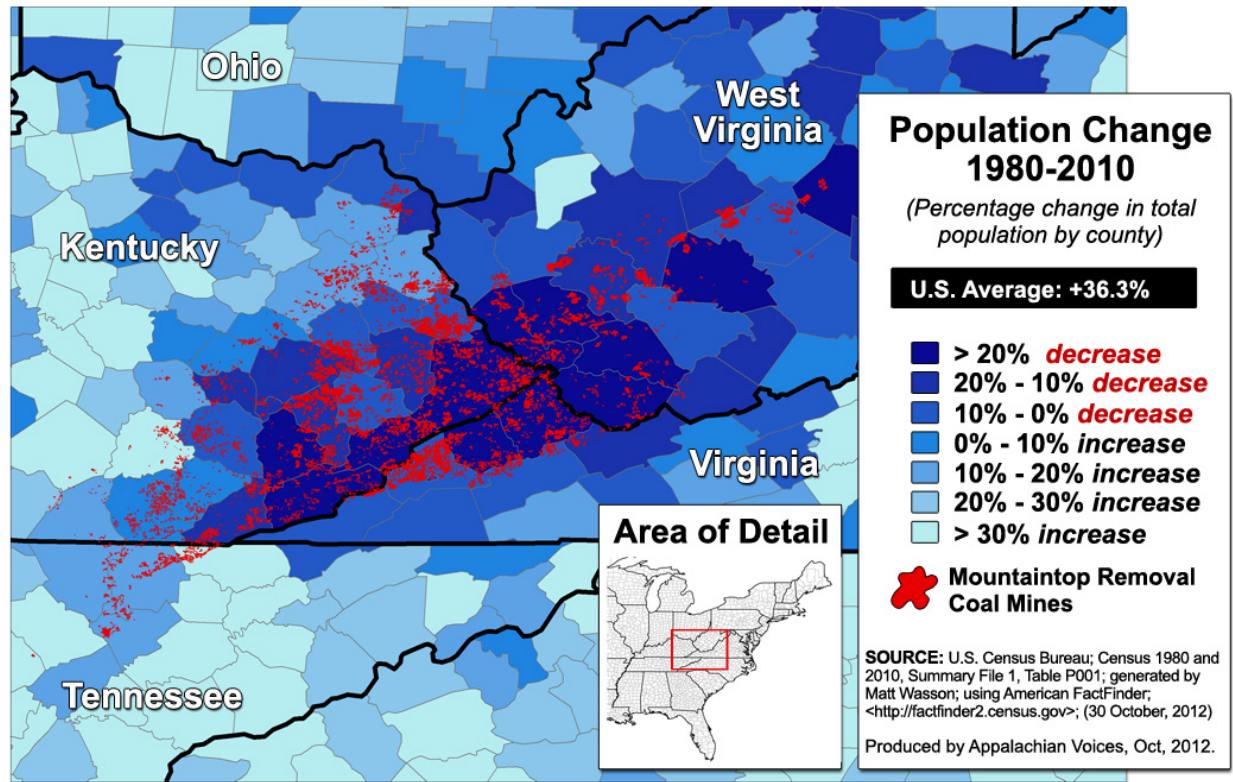 Ohio
West
Virginia
Kentucky
Virginia
Tennessee
Area of Detail
Population Change
1980-2010
(Percentage change in total
population by county)
U.S. Average: +36.3%
> 20% decrease
20% - 10% decrease
10% - 0% decrease
0% - 10% increase
10% - 20% increase
20% - 30% increase
> 30% increase
Mountaintop Removal
Coal Mines
SOURCE: U.S. Census Bureau; Census 1980 and
2010, Summary File 1, Table P001; generated by
Matt Wasson; using American FactFinder;
<http://factfinder2.census.gov>; (30 October, 2012)
Produced by Appalachian Voices, Oct, 2012.